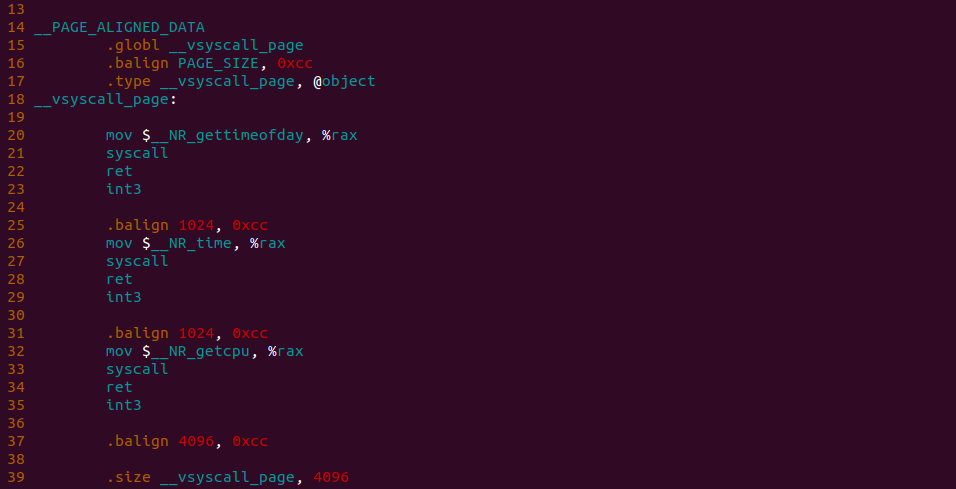 13
14 __PAGE_ALIGNED_DATA
15         .globl __vsyscall_page
16         .balign PAGE_SIZE, 0xcc
17         .type __vsyscall_page, @object
18 __vsyscall_page:
19
20         mov $__NR_gettimeofday, %rax
21         syscall
22         ret
23         int3
24
25         .balign 1024, 0xcc
26         mov $__NR_time, %rax
27         syscall
28         ret
29         int3
30
31         .balign 1024, 0xcc
32         mov $__NR_getcpu, %rax
33         syscall
34         ret
35         int3
36
37         .balign 4096, 0xcc
38
39         .size __vsyscall_page, 4096